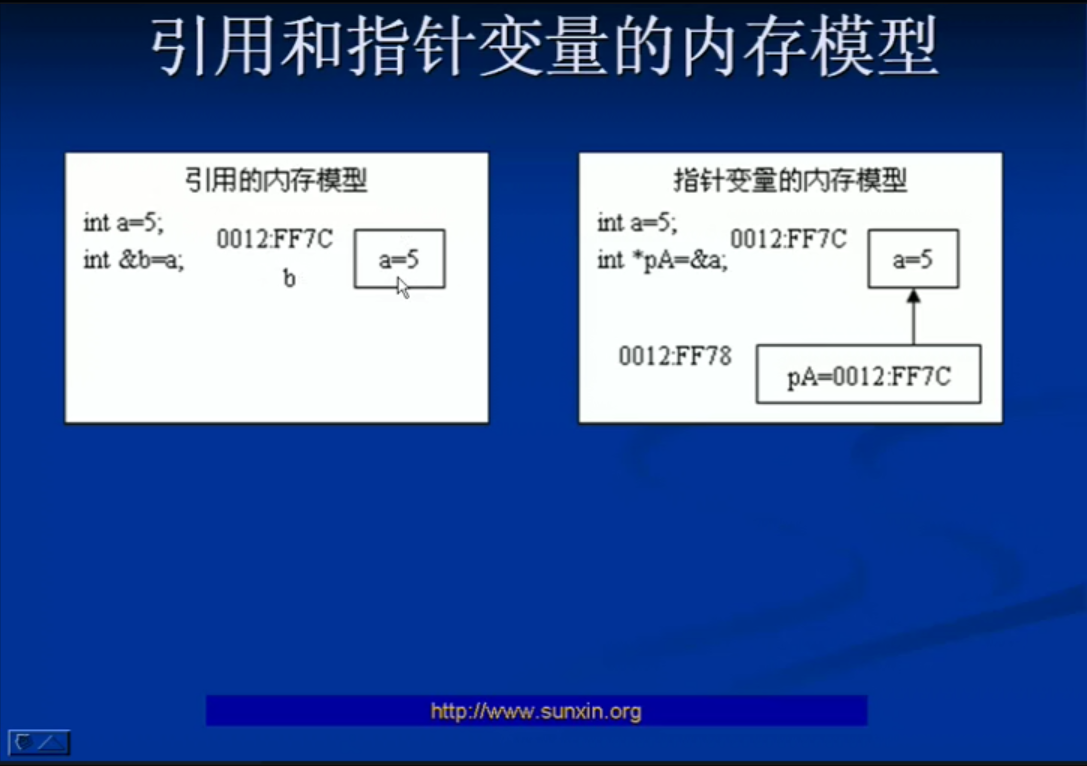 引用和指针变量的内存模型
引用的内存模型
int a=5;
int &b=a;
0012:FF7C
b
a=5
指针变量的内存模型
int a=5;
int *pA=&a;
0012:FF7C
a=5
0012:FF78
pA=0012:FF7C
http://www.sunxin.org